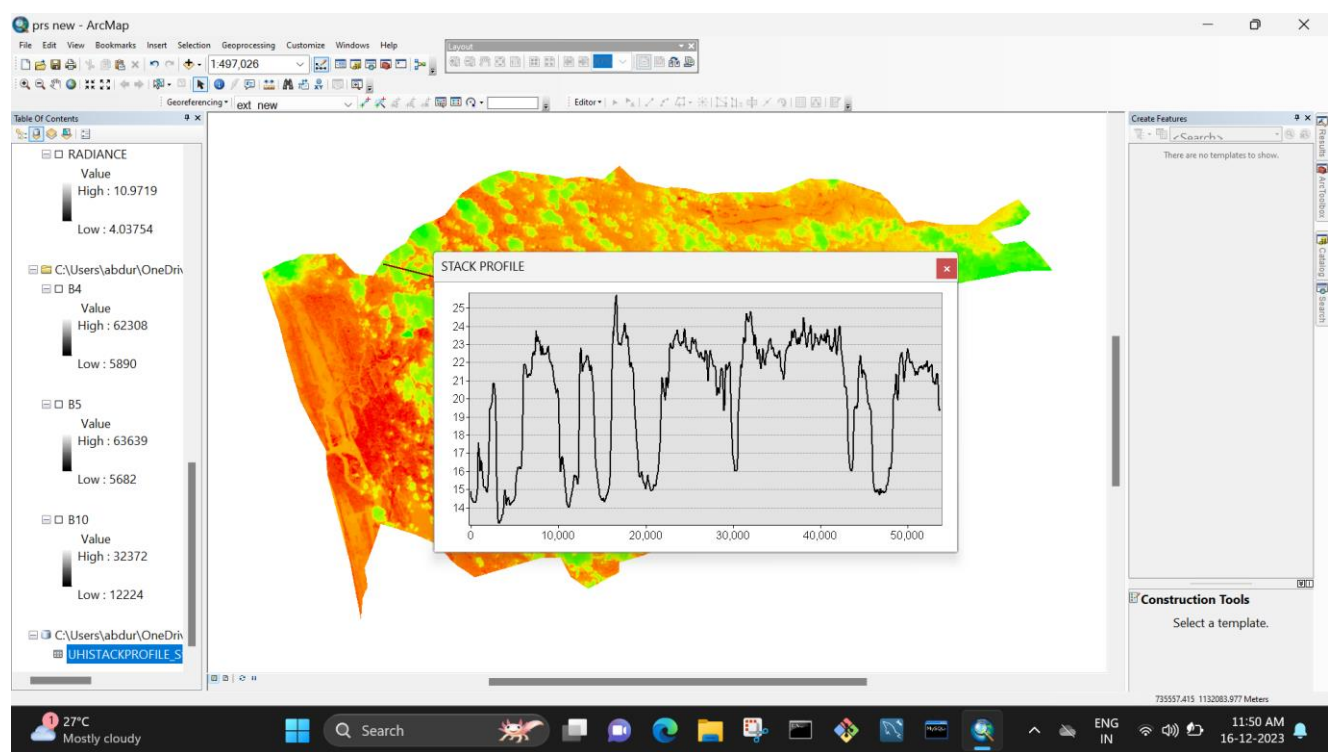 prs new - ArcMap
File Edit View Bookmarks Insert Selection Geoprocessing Customize Windows Help
Layout
1:497,026
Georeferencing ext_new
Editor
Table Of Contents
RADIANCE
Value
High : 10.9719
Low : 4.03754
C:\Users\abdur\OneDriv
B4
Value
High : 62308
Low : 5890
B5
Value
High : 63639
Low : 5682
B10
Value
High : 32372
Low : 12224
C:\Users\abdur\OneDriv
UHISTACKPROFILE_S
STACK PROFILE
25
24
23
22
21
20
19
18
17
16
15
14
0 10,000 20,000 30,000 40,000 50,000
Create Features
<Search>
There are no templates to show.
Construction Tools
Select a template.
Results
ArcToolbox
Catalog
Search
735557.415 1132083.977 Meters
1
27°C
Mostly cloudy
Search
MySQL
ENG
IN
11:50 AM
16-12-2023